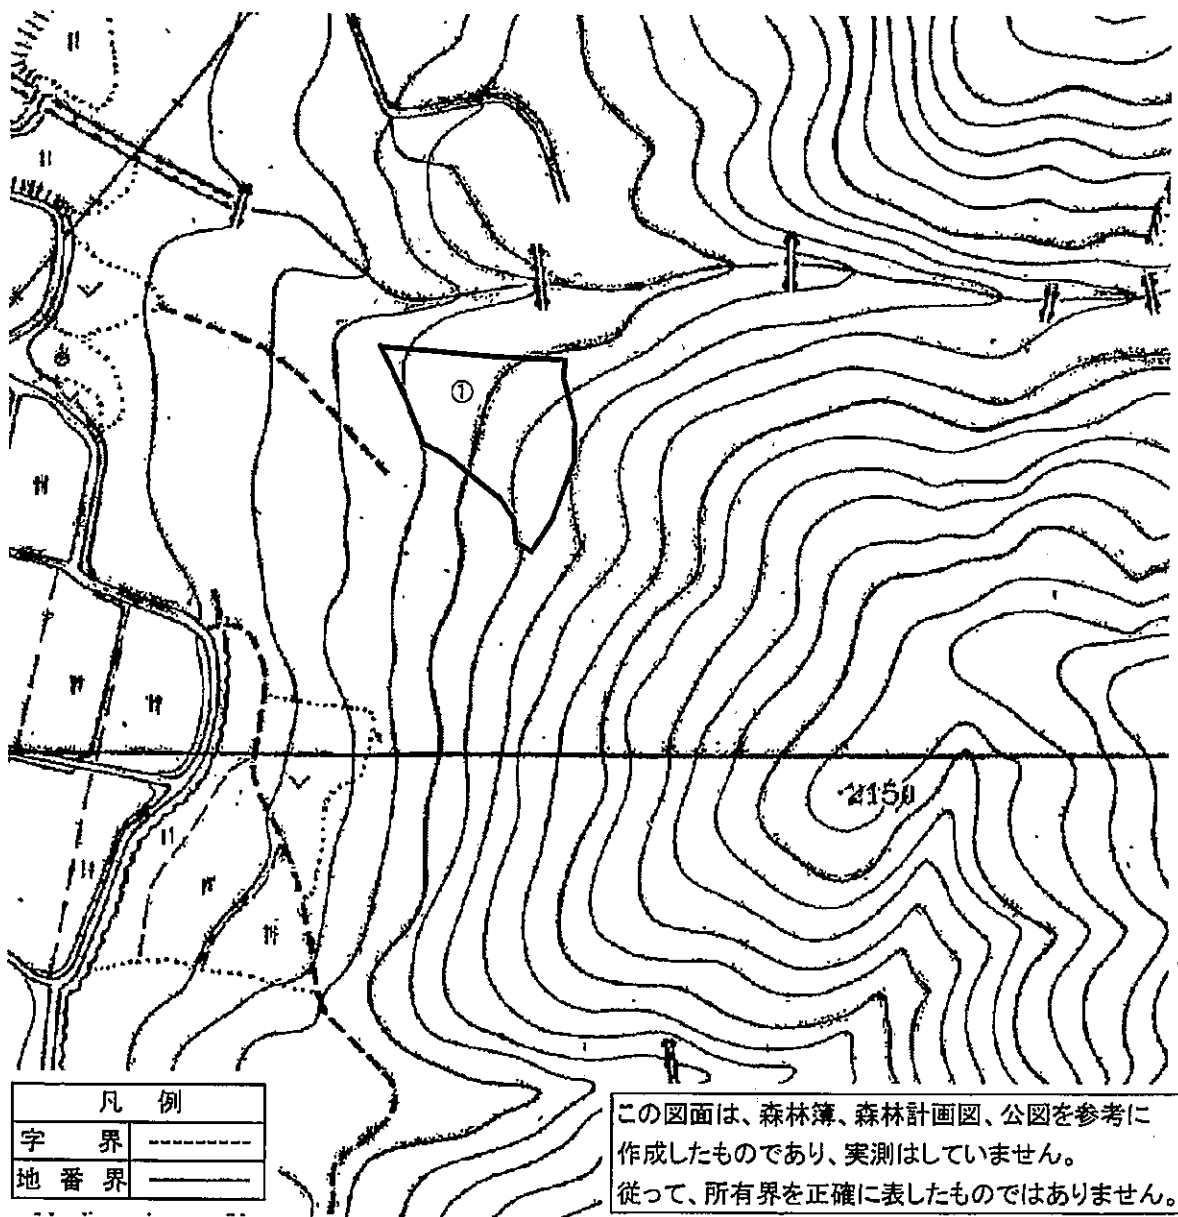 ①
凡 例
字 界
地 番 界
この図面は、森林簿、森林計画図、公図を参考に
作成したものであり、実測はしていません。
従って、所有界を正確に表したものではありません。